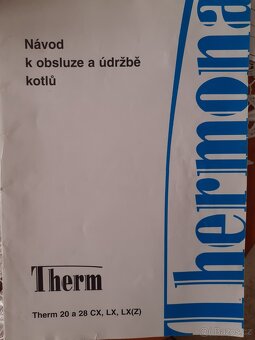 Návod
k obsluze a údržbě
kotlů
Thermona
Therm
Therm 20 a 28 CX, LX, LX(Z)